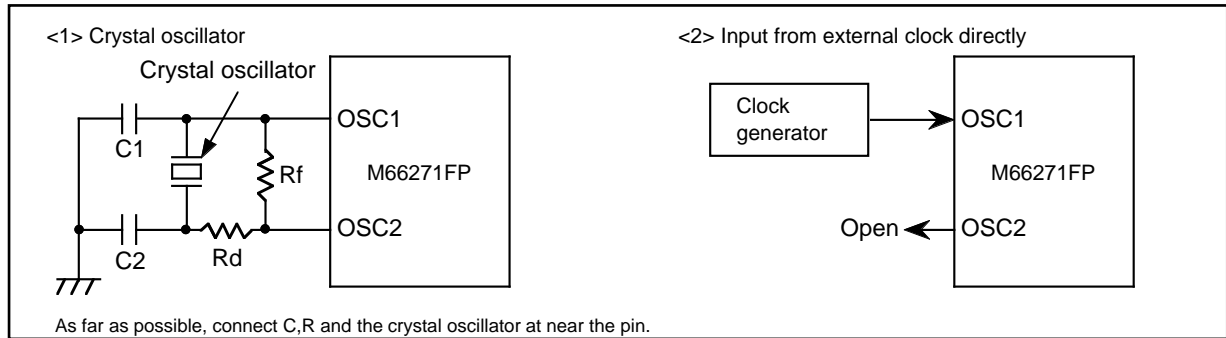 <1> Crystal oscillator
Crystal oscillator
OSC1
C1
Rf
M66271FP
OSC2
C2
Rd
As far as possible, connect C,R and the crystal oscillator at near the pin.
<2> Input from external clock directly
Clock
generator
OSC1
M66271FP
Open
OSC2